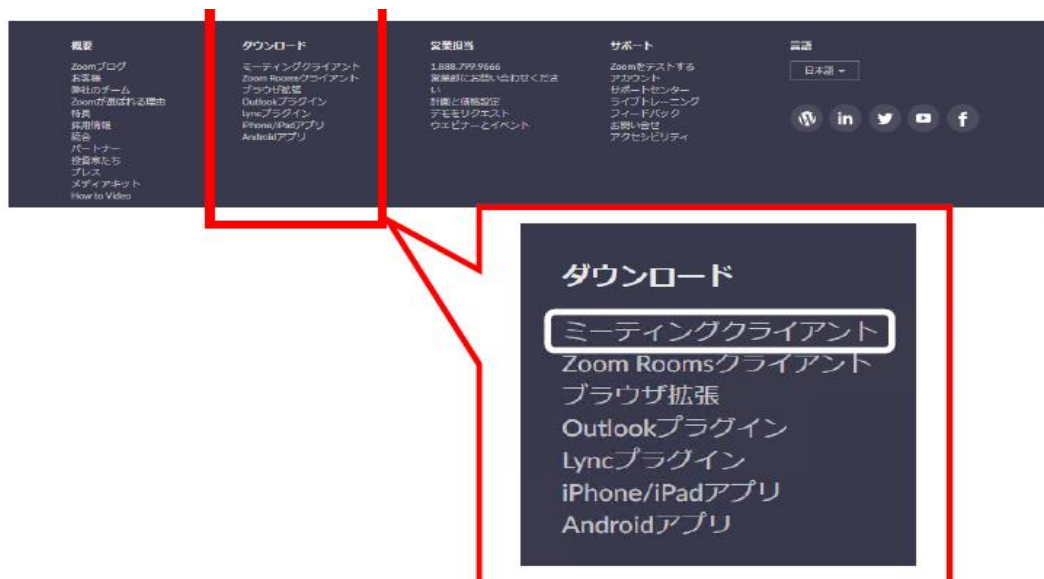 概要
Zoomブログ
お客様
弊社のチーム
Zoomが選ばれる理由
特長
採用情報
統合
パートナー
投資家たち
プレス
メディアキット
How to Video
ダウンロード
ミーティングクライアント
Zoom Roomsクライアント
ブラウザ拡張
Outlookプラグイン
Lyncプラグイン
iPhone/iPadアプリ
Androidアプリ
営業担当
1.888.799.9666
営業部にお問い合わせくださ
い
計画と価格設定
デモをリクエスト
ウェビナーとイベント
サポート
Zoomをテストする
アカウント
サポートセンター
ライブトレーニング
フィードバック
お問い合せ
アクセシビリティ
言語
日本語
in
f
ダウンロード
ミーティングクライアント
Zoom Roomsクライアント
ブラウザ拡張
Outlookプラグイン
Lyncプラグイン
iPhone/iPadアプリ
Androidアプリ